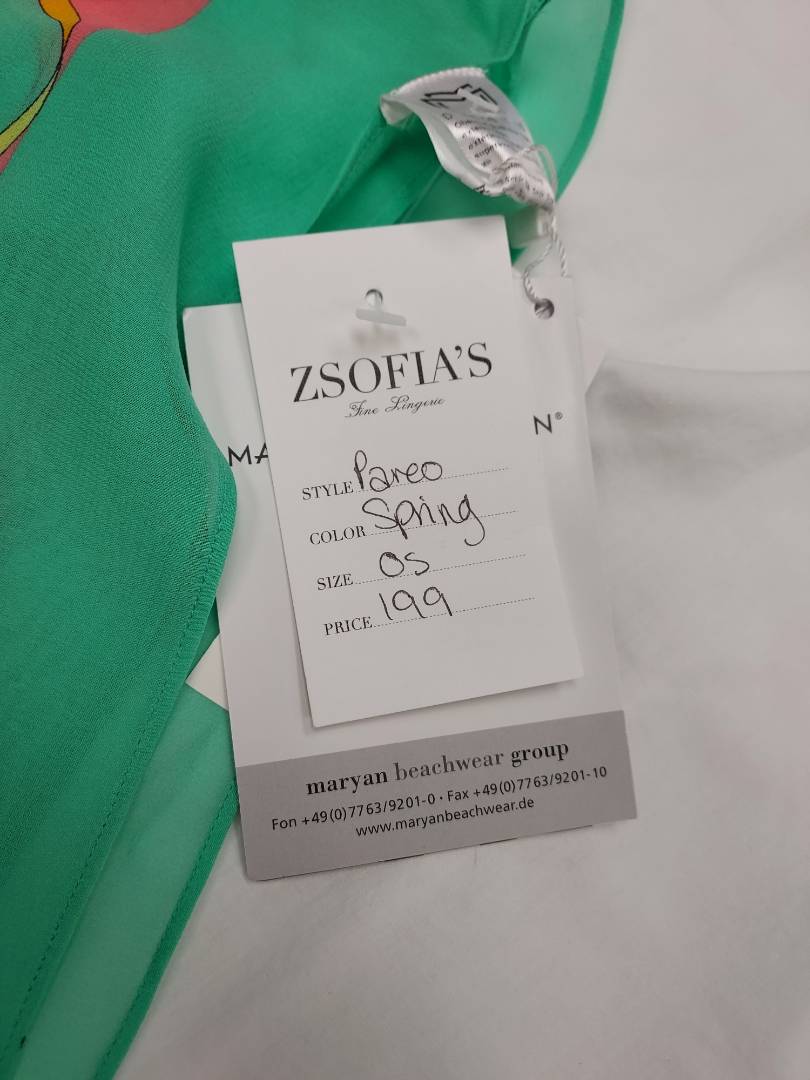 ZSOFIA'S
Fine Lingerie
MA N®
STYLE Pareo
COLOR Spring
SIZE OS
PRICE 199
maryan beachwear group
Fon +49(0)7763/9201-0 · Fax +49(0)7763/9201-10
www.maryanbeachwear.de